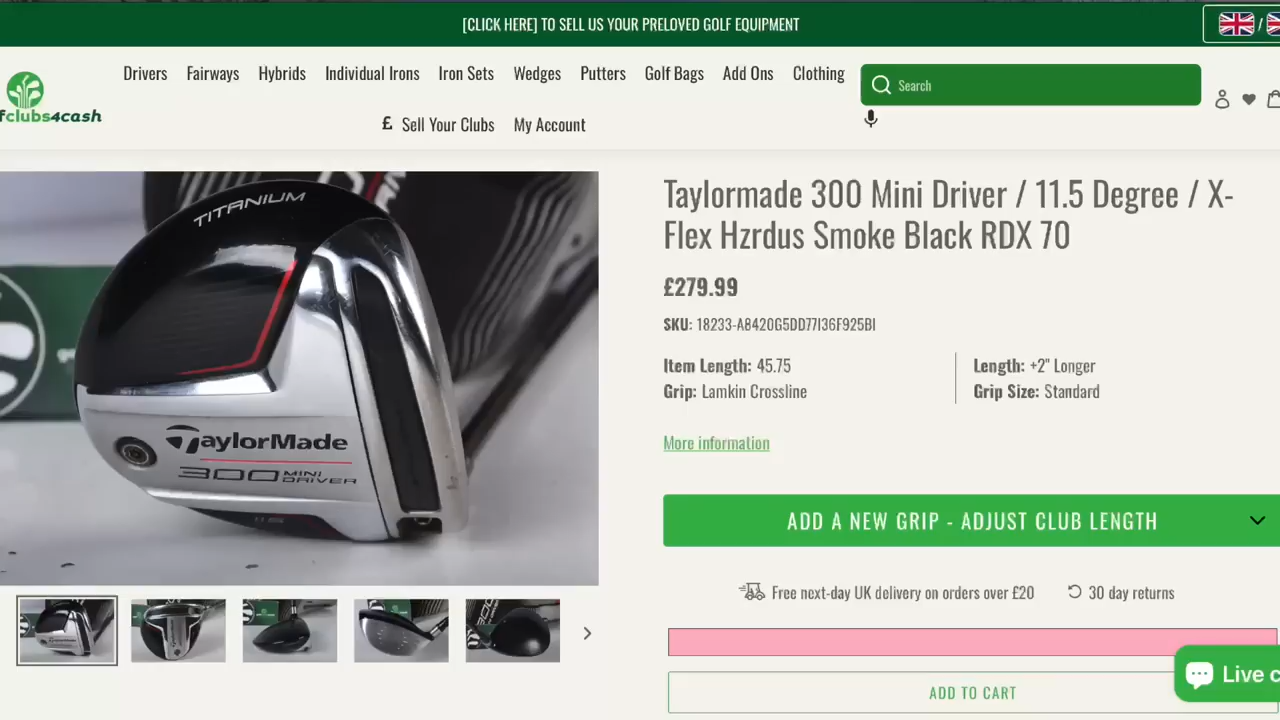 [CLICK HERE] TO SELL US YOUR PRELOVED GOLF EQUIPMENT
/
Drivers Fairways Hybrids Individual Irons Iron Sets Wedges Putters Golf Bags Add Ons Clothing
Search
fclubs4cash
£ Sell Your Clubs My Account
TITANIUM
TaylorMade
300 MINI DRIVER
11.5
Taylormade 300 Mini Driver / 11.5 Degree / X-
Flex Hzrdus Smoke Black RDX 70
£279.99
SKU: 18233-A8420G5DD77I36F925BI
Item Length: 45.75
Grip: Lamkin Crossline
Length: +2" Longer
Grip Size: Standard
More information
ADD A NEW GRIP - ADJUST CLUB LENGTH
Free next-day UK delivery on orders over £20
30 day returns
ADD TO CART
Live c